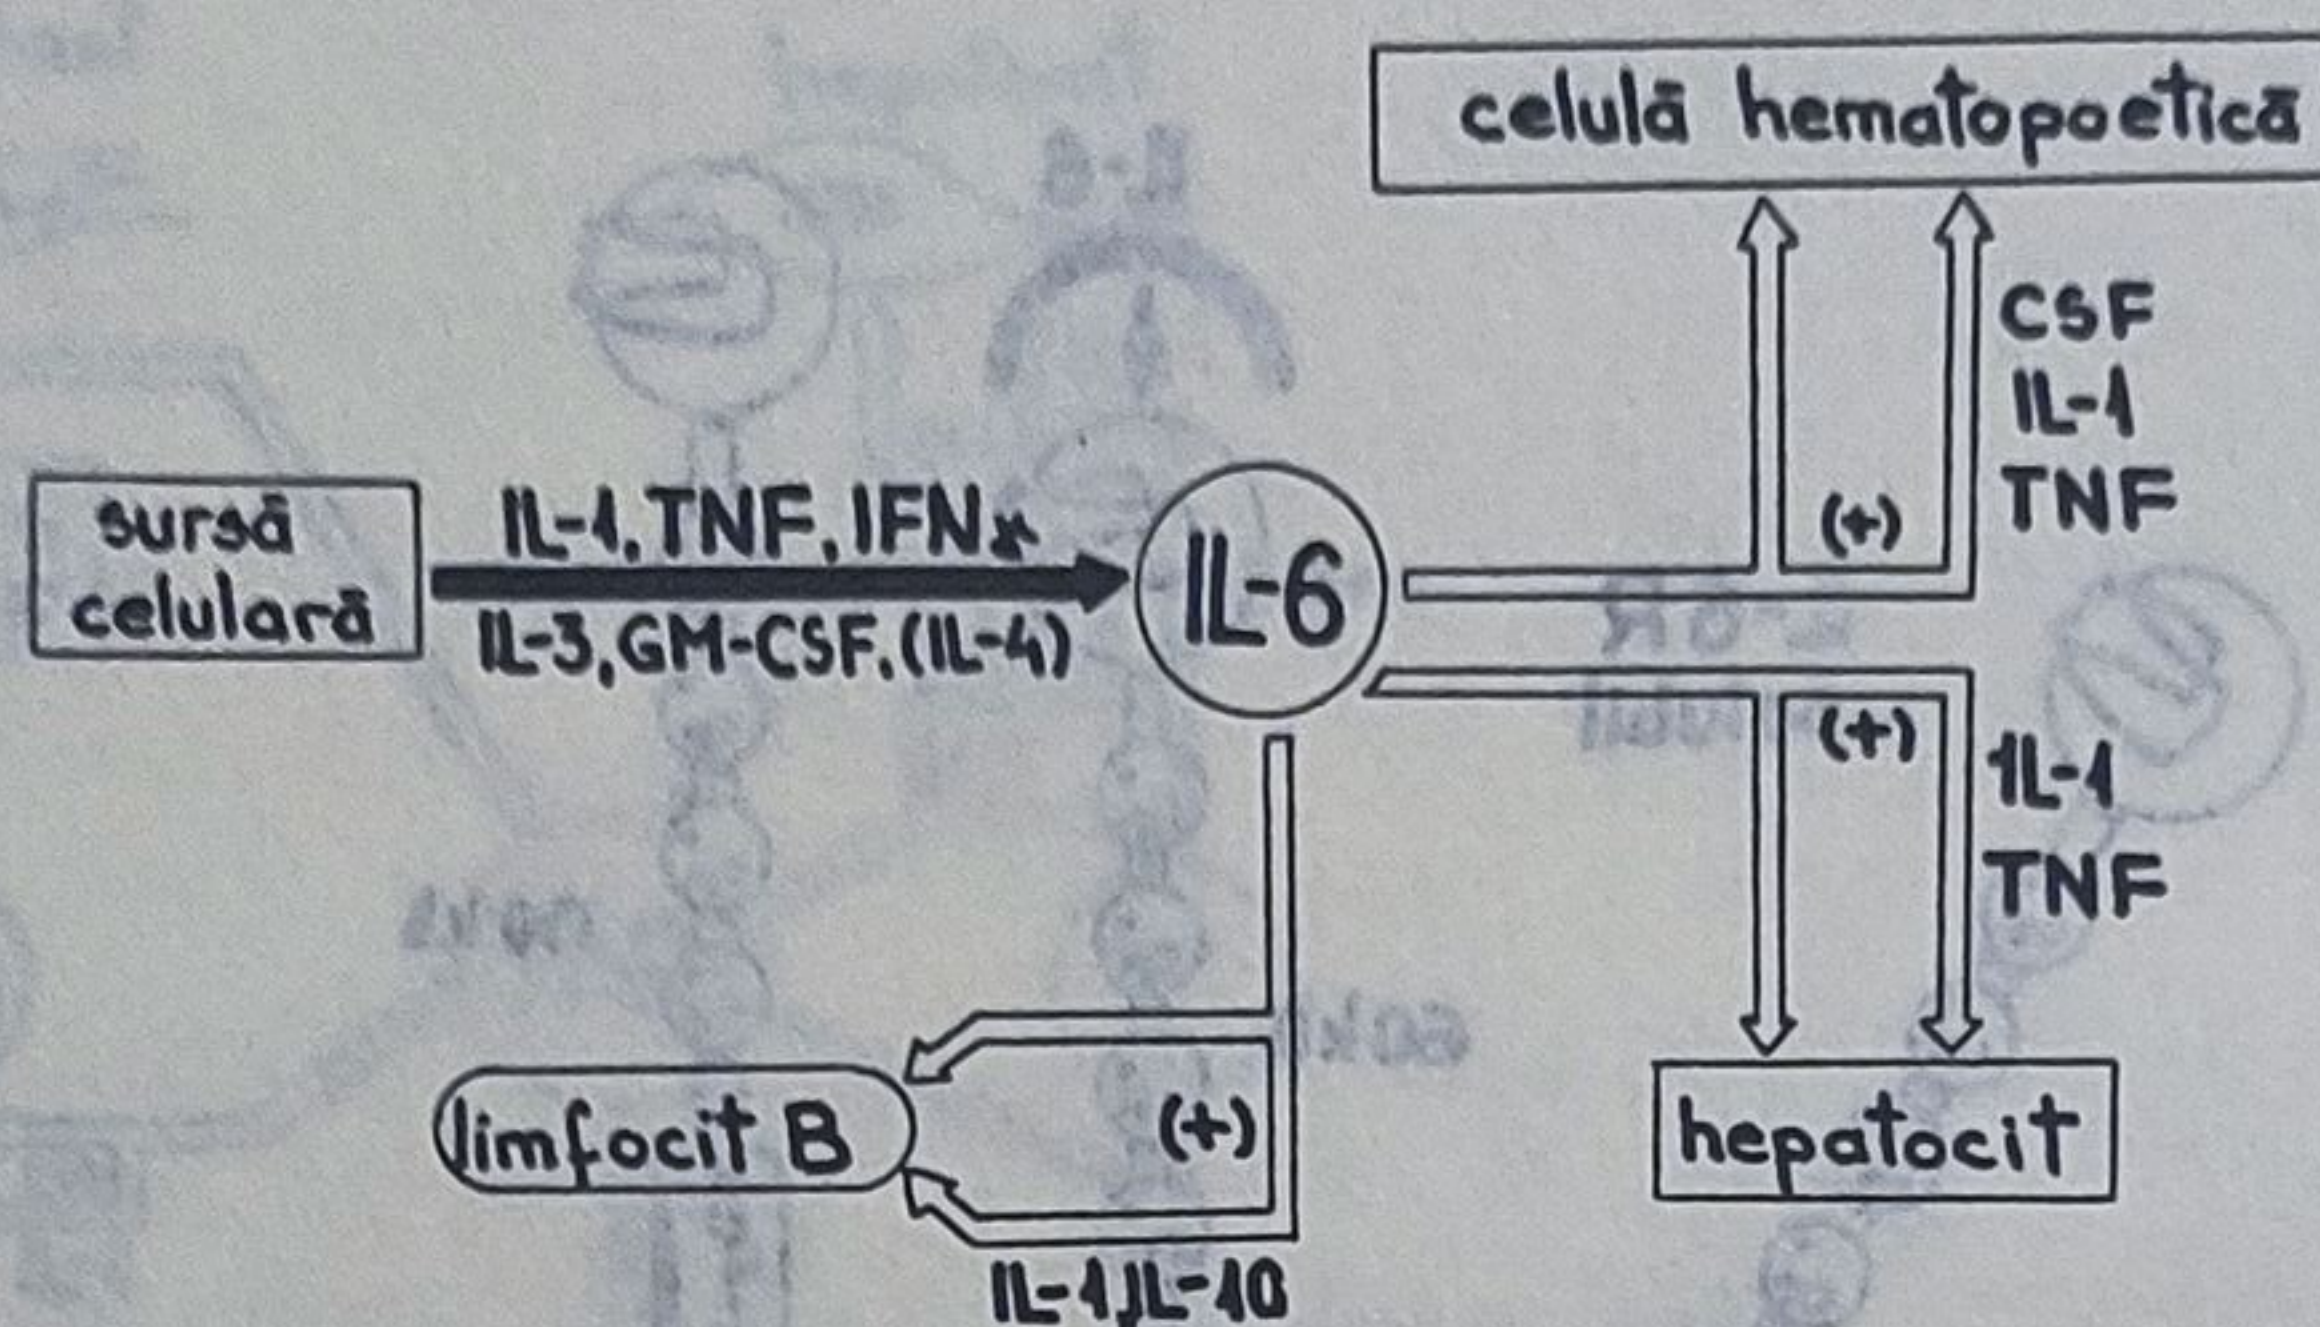 celulă hematopoetică
CSF
IL-1
TNF
(+)
sursă
celulară
IL-1, TNF, IFN
IL-3, GM-CSF, (IL-4)
IL-6
(+)
IL-1
TNF
limfocit B
(+)
hepatocit
IL-1, IL-10